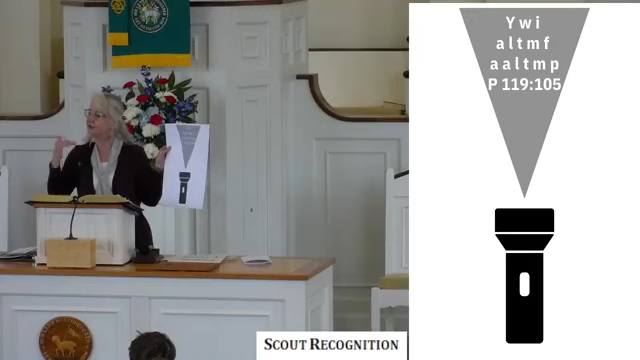 Y w i
a l t m f
a a l t m p
P 119:105
SCOUT RECOGNITION